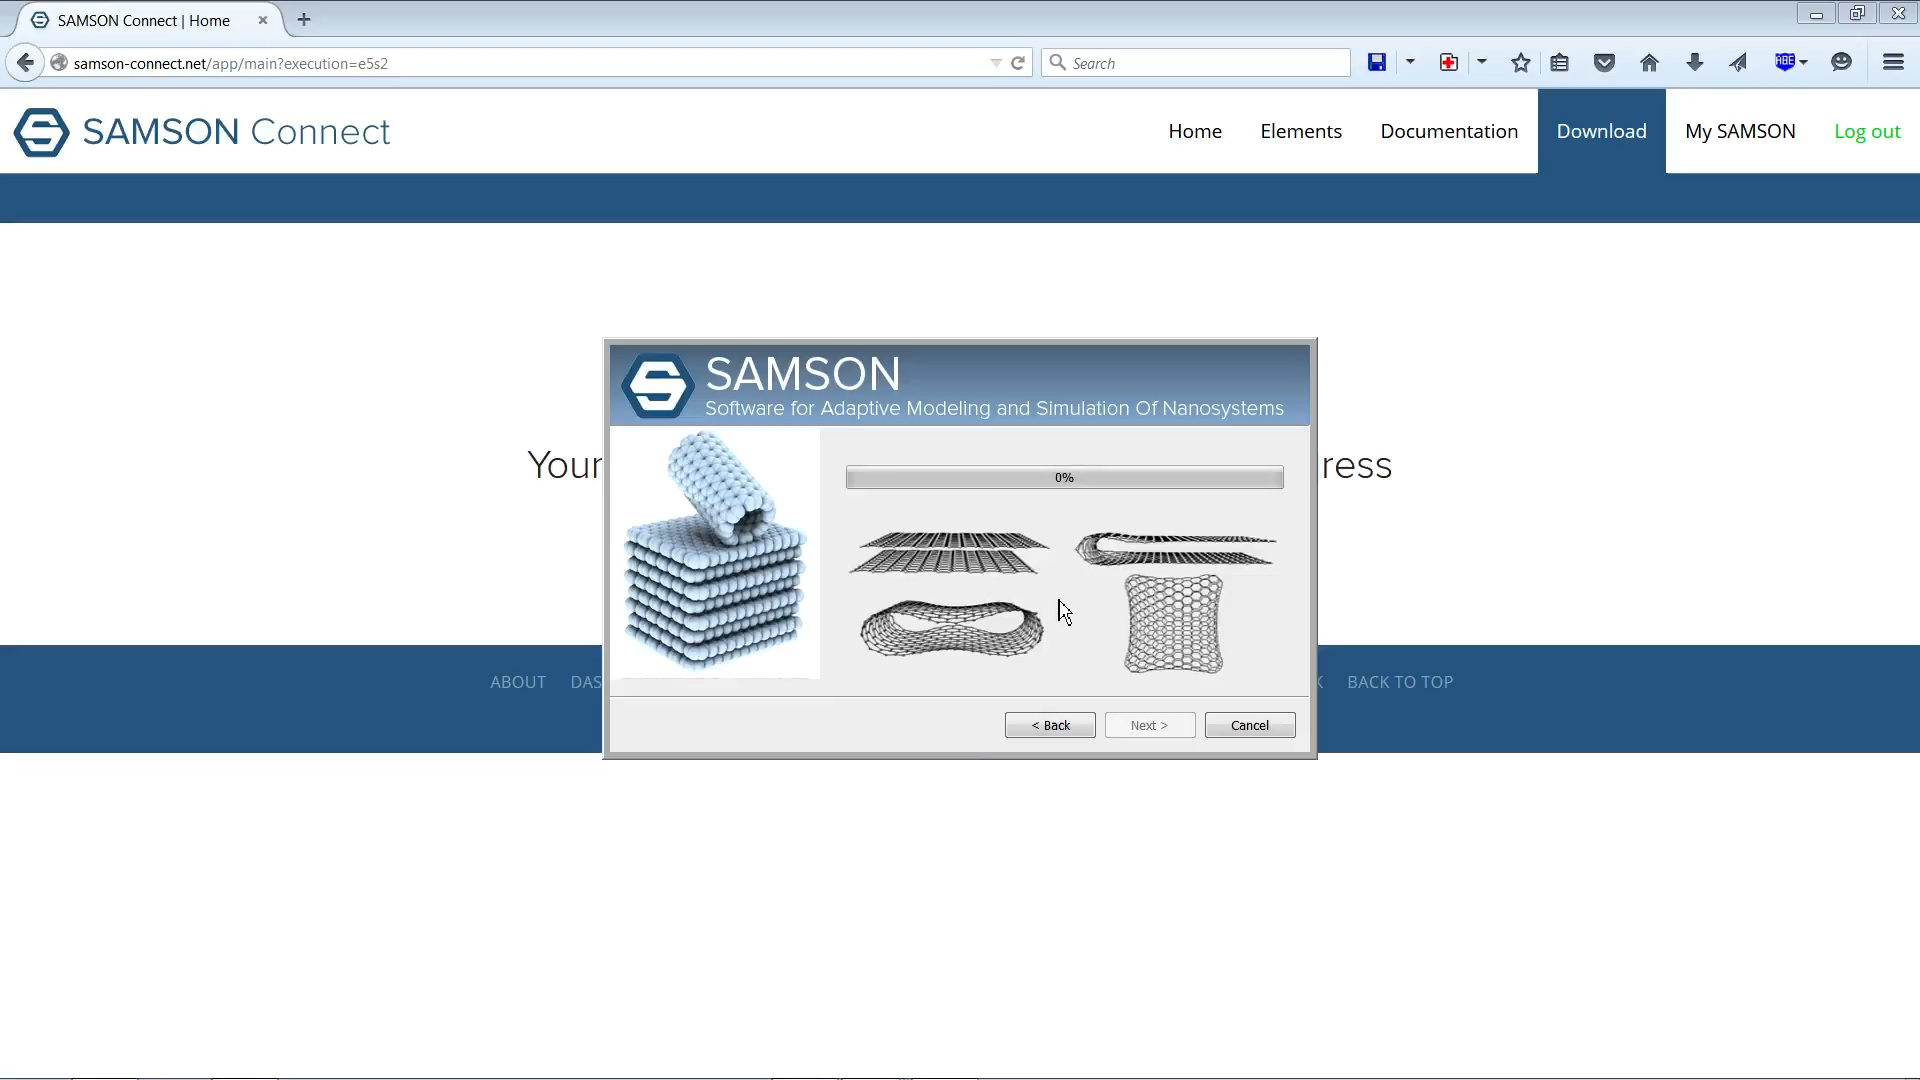 SAMSON Connect | Home
samson-connect.net/app/main?execution=e5s2
Search
ABE
SAMSON Connect
Home
Elements
Documentation
Download
My SAMSON
Log out
SAMSON
Software for Adaptive Modeling and Simulation Of Nanosystems
Your
ress
0%
ABOUT
DAS
K
BACK TO TOP
< Back
Next >
Cancel